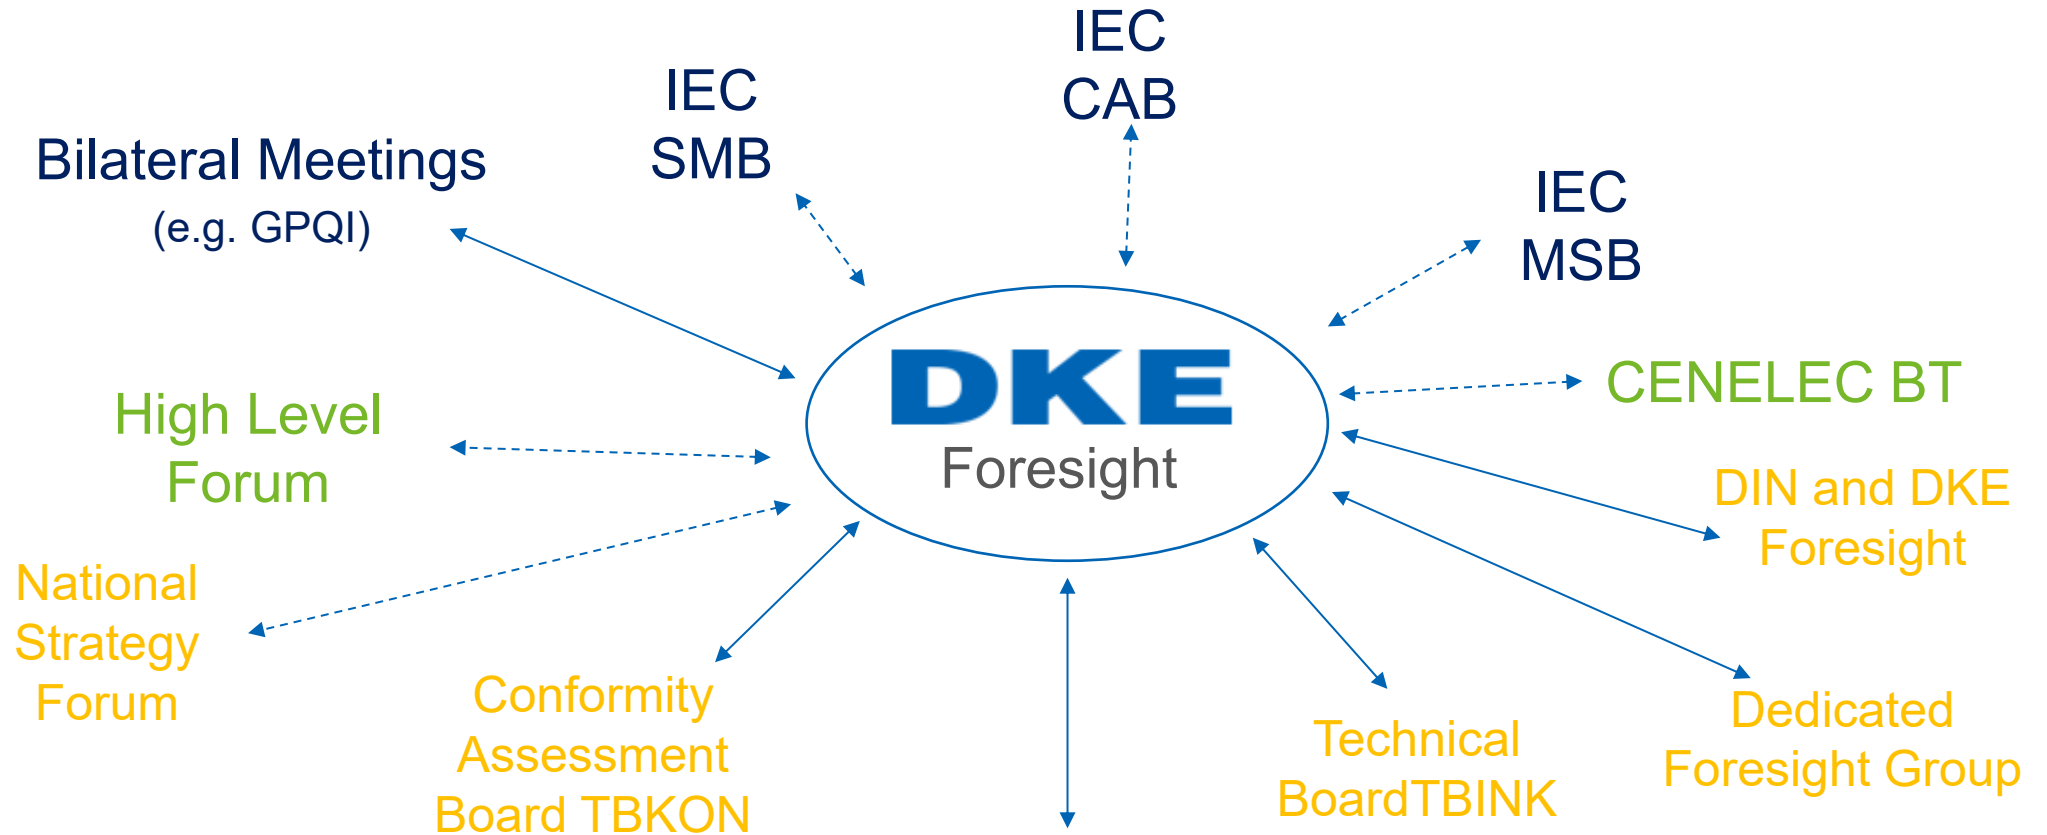 IEC
CAB
IEC
SMB
Bilateral Meetings
(e.g. GPQI)
IEC
MSB
DKE
Foresight
CENELEC BT
High Level
Forum
DIN and DKE
Foresight
National
Strategy
Forum
Conformity
Assessment
Board TBKON
Technical
BoardTBINK
Dedicated
Foresight Group